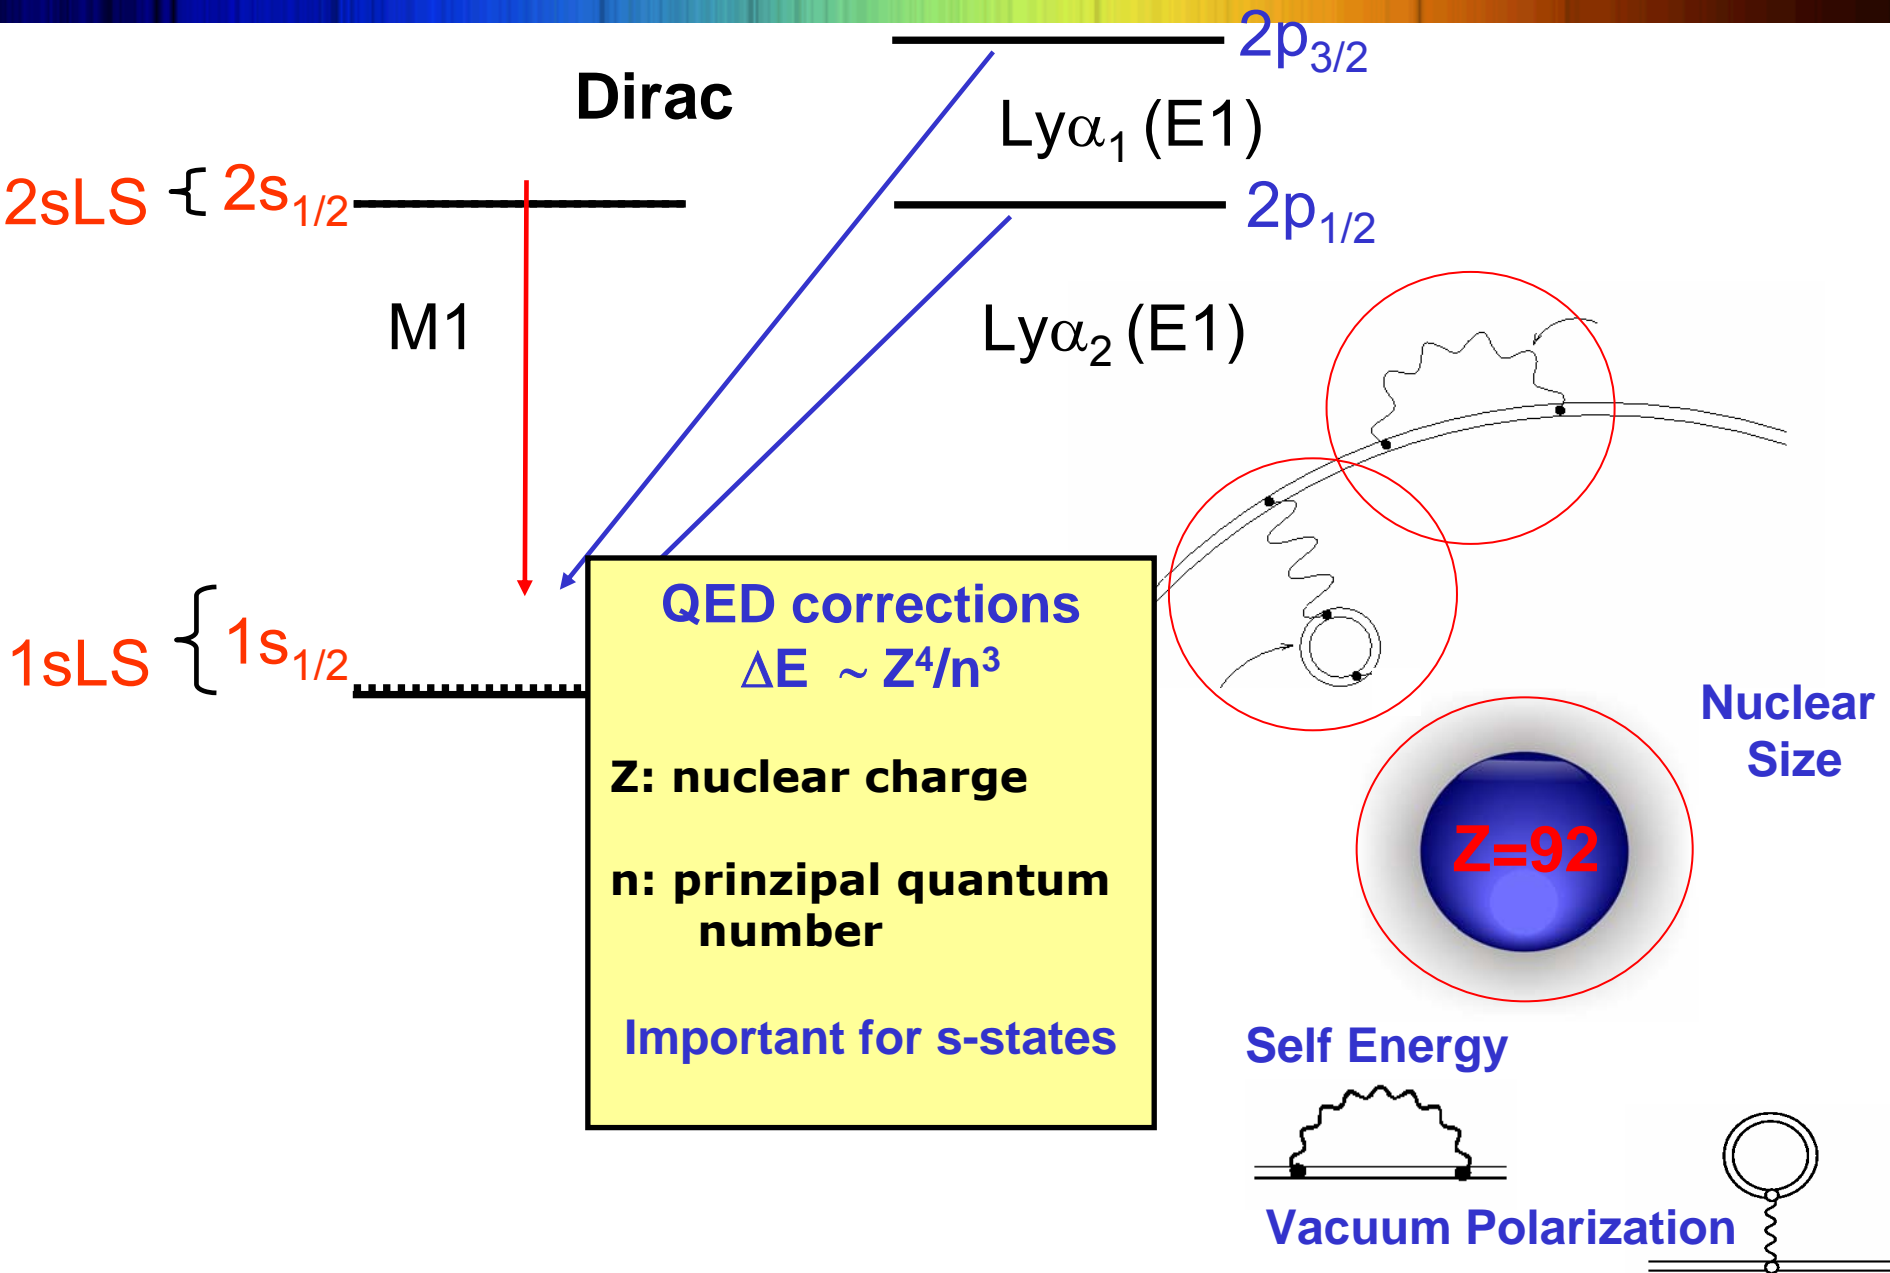 2p3/2
Dirac
Lyα1 (E1)
2sLS { 2s1/2
2p1/2
M1
Lyα2 (E1)
1sLS { 1s1/2
QED corrections
ΔE ~ Z⁴/n³
Z: nuclear charge
n: prinzipal quantum
number
Important for s-states
Nuclear
Size
Z=92
Self Energy
Vacuum Polarization